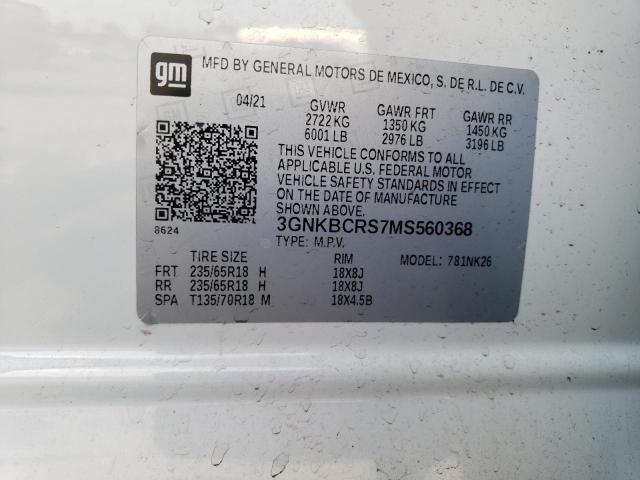 gm
MFD BY GENERAL MOTORS DE MEXICO, S. DE R.L. DE C.V.
04/21 GVWR GAWR FRT GAWR RR
2722 KG 1350 KG 1450 KG
6001 LB 2976 LB 3196 LB
THIS VEHICLE CONFORMS TO ALL
APPLICABLE U.S. FEDERAL MOTOR
VEHICLE SAFETY STANDARDS IN EFFECT
ON THE DATE OF MANUFACTURE
SHOWN ABOVE.
8624 3GNKBCRS7MS560368
TYPE: M.P.V.
TIRE SIZE RIM MODEL: 781NK26
FRT 235/65R18 H 18X8J
RR 235/65R18 H 18X8J
SPA T135/70R18 M 18X4.5B